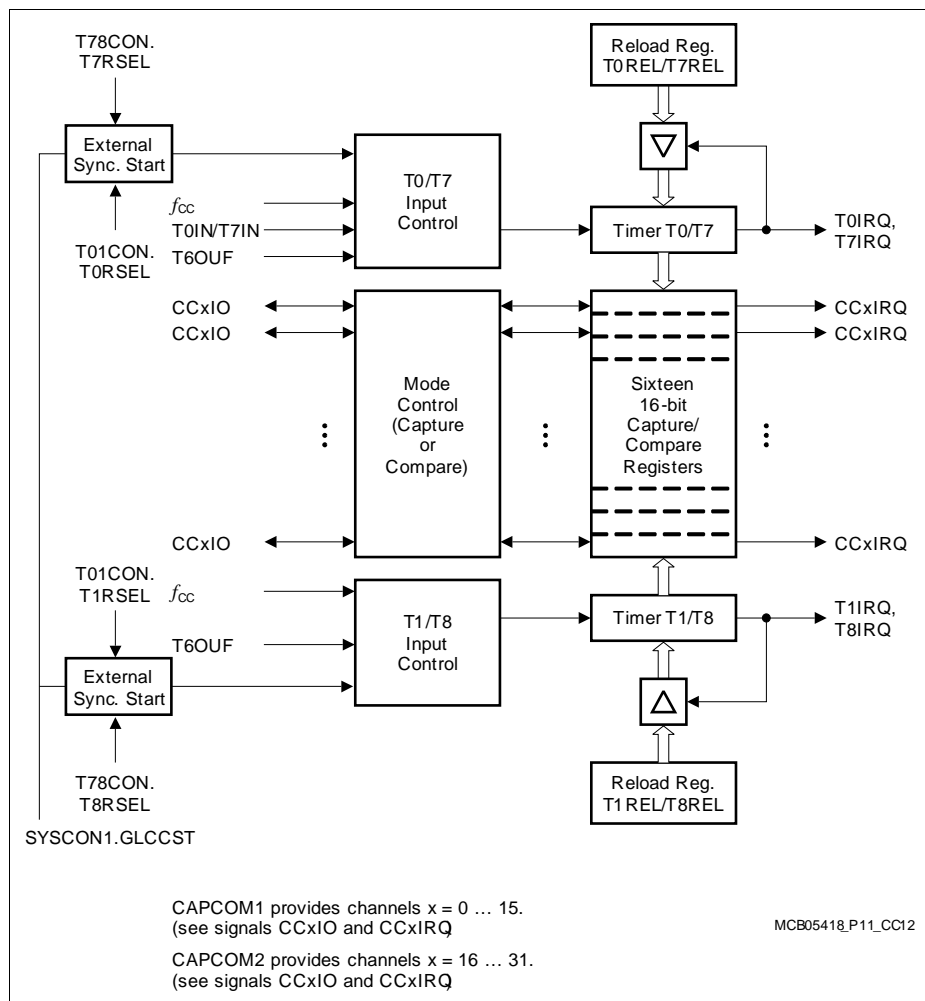 T78CON.
T7RSEL
Reload Reg.
T0REL/T7REL
External
Sync. Start
T0/T7
Input
Control
fCC
T0IN/T7IN
T6OUF
T01CON.
T0RSEL
Timer T0/T7
T0IRQ,
T7IRQ
CCxIO
CCxIO
CCxIO
Mode
Control
(Capture
or
Compare)
Sixteen
16-bit
Capture/
Compare
Registers
CCxIRQ
CCxIRQ
CCxIRQ
T01CON.
T1RSEL
fCC
T6OUF
T1/T8
Input
Control
Timer T1/T8
T1IRQ,
T8IRQ
External
Sync. Start
T78CON.
T8RSEL
Reload Reg.
T1REL/T8REL
SYSCON1.GLCCST
CAPCOM1 provides channels x = 0 … 15.
(see signals CCxIO and CCxIRQ)
CAPCOM2 provides channels x = 16 … 31.
(see signals CCxIO and CCxIRQ)
MCB05418_P11_CC12